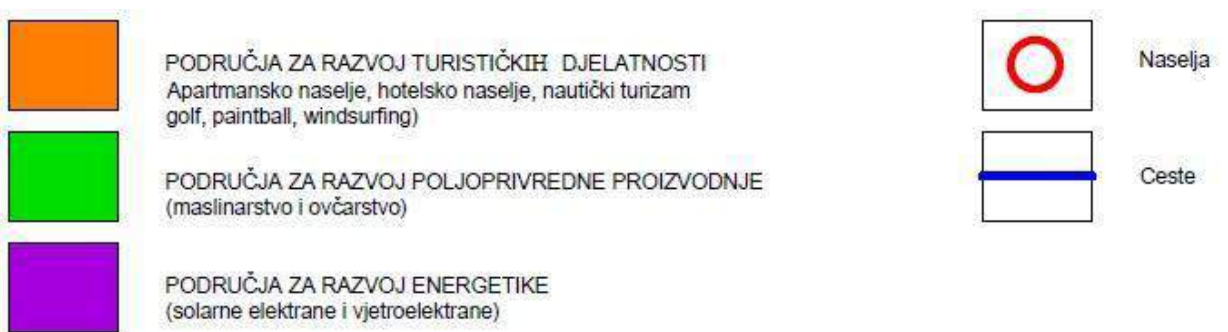 PODRUČJA ZA RAZVOJ TURISTIČKIH DJELATNOSTI
Apartmansko naselje, hotelsko naselje, nautički turizam
golf, paintball, windsurfing)
PODRUČJA ZA RAZVOJ POLJOPRIVREDNE PROIZVODNJE
(maslinarstvo i ovčarstvo)
PODRUČJA ZA RAZVOJ ENERGETIKE
(solarne elektrane i vjetroelektrane)
Naselja
Ceste